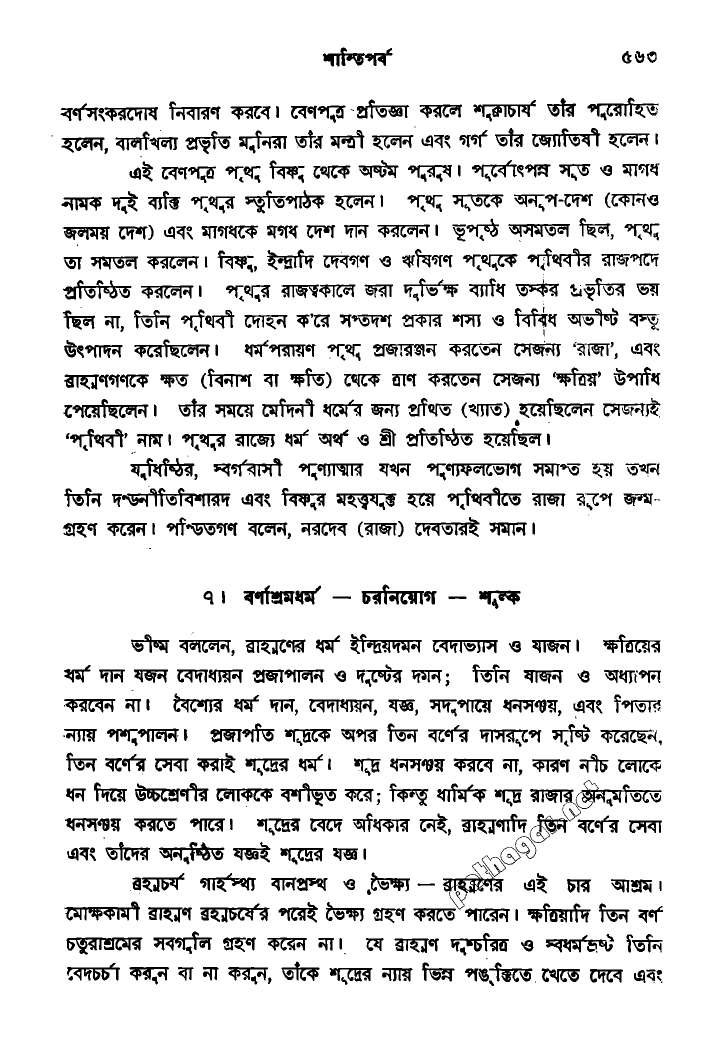 শান্তিপর্ব ৫৬৩
বর্ণসংকরদোষ নিবারণ করবে। বেণপুত্র প্রতিজ্ঞা করলে শুক্রাচার্য তাঁর পুরোহিত
হলেন, বালখিল্য প্রভৃতি মুনিরা তাঁর মন্ত্রী হলেন এবং গর্গ তাঁর জ্যোতিষী হলেন।
এই বেণপুত্র পৃথু বিষ্ণু থেকে অষ্টম পুরুষ। পূর্বোৎপন্ন সূত ও মাগধ
নামক দুই ব্যক্তি পৃথুর স্তুতিপাঠক হলেন। পৃথু সূতকে অনূপ-দেশ (কোনও
জলময় দেশ) এবং মাগধকে মগধ দেশ দান করলেন। ভূপৃষ্ঠ অসমতল ছিল, পৃথু
তা সমতল করলেন। বিষ্ণু, ইন্দ্রাদি দেবগণ ও ঋষিগণ পৃথুকে পৃথিবীর রাজপদে
প্রতিষ্ঠিত করলেন। পৃথুর রাজত্বকালে জরা দুর্ভিক্ষ ব্যাধি তস্কর প্রভৃতির ভয়
ছিল না, তিনি পৃথিবী দোহন ক'রে সপ্তদশ প্রকার শস্য ও বিবিধ অভীষ্ট বস্তু
উৎপাদন করেছিলেন। ধর্মপরায়ণ পৃথু প্রজারঞ্জন করতেন সেজন্য ‘রাজা’, এবং
ব্রাহ্মণগণকে ক্ষত (বিনাশ বা ক্ষতি) থেকে ত্রাণ করতেন সেজন্য ‘ক্ষত্রিয়’ উপাধি
পেয়েছিলেন। তাঁর সময়ে মেদিনী ধর্মের জন্য প্রথিত (খ্যাত) হয়েছিলেন সেজন্যই
‘পৃথিবী’ নাম। পৃথুর রাজ্যে ধর্ম অর্থ ও শ্রী প্রতিষ্ঠিত হয়েছিল।
যুধিষ্ঠির, স্বর্গবাসী পুণ্যাত্মার যখন পুণ্যফলভোগ সমাপ্ত হয় তখন
তিনি দণ্ডনীতিবিশারদ এবং বিষ্ণুর মহত্ত্বযুক্ত হয়ে পৃথিবীতে রাজা রূপে জন্ম-
গ্রহণ করেন। পণ্ডিতগণ বলেন, নরদেব (রাজা) দেবতারই সমান।
৭। বর্ণাশ্রমধর্ম — চরনিয়োগ — শুল্ক
ভীষ্ম বললেন, ব্রাহ্মণের ধর্ম ইন্দ্রিয়দমন বেদাভ্যাস ও যাজন। ক্ষত্রিয়ের
ধর্ম দান যজন বেদাধ্যয়ন প্রজাপালন ও দুষ্টের দমন; তিনি যাজন ও অধ্যাপন
করবেন না। বৈশ্যের ধর্ম দান, বেদাধ্যয়ন, যজ্ঞ, সদুপায়ে ধনসঞ্চয়, এবং পিতার
ন্যায় পশুপালন। প্রজাপতি শূদ্রকে অপর তিন বর্ণের দাসরূপে সৃষ্টি করেছেন,
তিন বর্ণের সেবা করাই শূদ্রের ধর্ম। শূদ্র ধনসঞ্চয় করবে না, কারণ নীচ লোকে
ধন দিয়ে উচ্চশ্রেণীর লোককে বশীভূত করে; কিন্তু ধার্মিক শূদ্র রাজার অনুমতিতে
ধনসঞ্চয় করতে পারে। শূদ্রের বেদে অধিকার নেই, ব্রাহ্মণাদি তিন বর্ণের সেবা
এবং তাঁদের অনুষ্ঠিত যজ্ঞই শূদ্রের যজ্ঞ।
ব্রহ্মচর্য গার্হস্থ্য বানপ্রস্থ ও ভৈক্ষ্য — ব্রাহ্মণের এই চার আশ্রম।
মোক্ষকামী ব্রাহ্মণ ব্রহ্মচর্যের পরেই ভৈক্ষ্য গ্রহণ করতে পারেন। ক্ষত্রিয়াদি তিন বর্ণ
চতুরাশ্রমের সবগুলি গ্রহণ করেন না। যে ব্রাহ্মণ দুশ্চরিত্র ও স্বধর্মভ্রষ্ট তিনি
বেদচর্চা করুন বা না করুন, তাঁকে শূদ্রের ন্যায় ভিন্ন পঙ্‌ক্তিতে খেতে দেবে এবং
pathagar.net